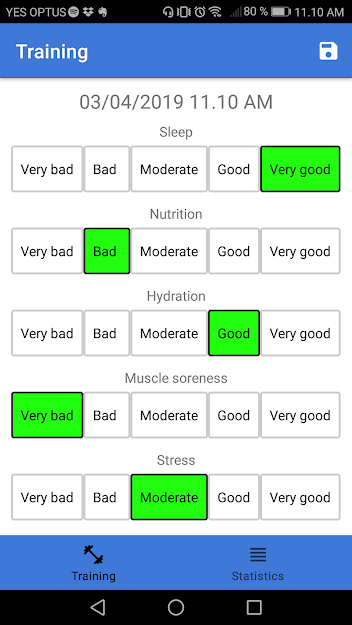 YES OPTUS 80 % 11.10 AM
Training
03/04/2019 11.10 AM
Sleep
Very bad Bad Moderate Good Very good
Nutrition
Very bad Bad Moderate Good Very good
Hydration
Very bad Bad Moderate Good Very good
Muscle soreness
Very bad Bad Moderate Good Very good
Stress
Very bad Bad Moderate Good Very good
Training Statistics